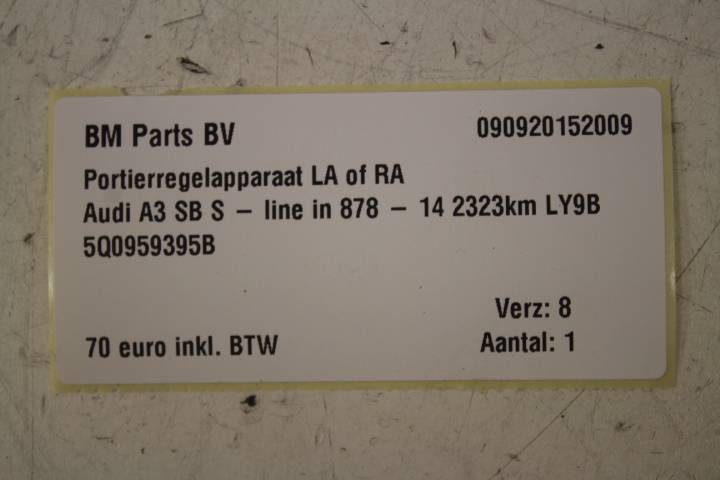 BM Parts BV 090920152009
Portierregelapparaat LA of RA
Audi A3 SB S – line in 878 – 14 2323km LY9B
5Q0959395B
Verz: 8
70 euro inkl. BTW Aantal: 1